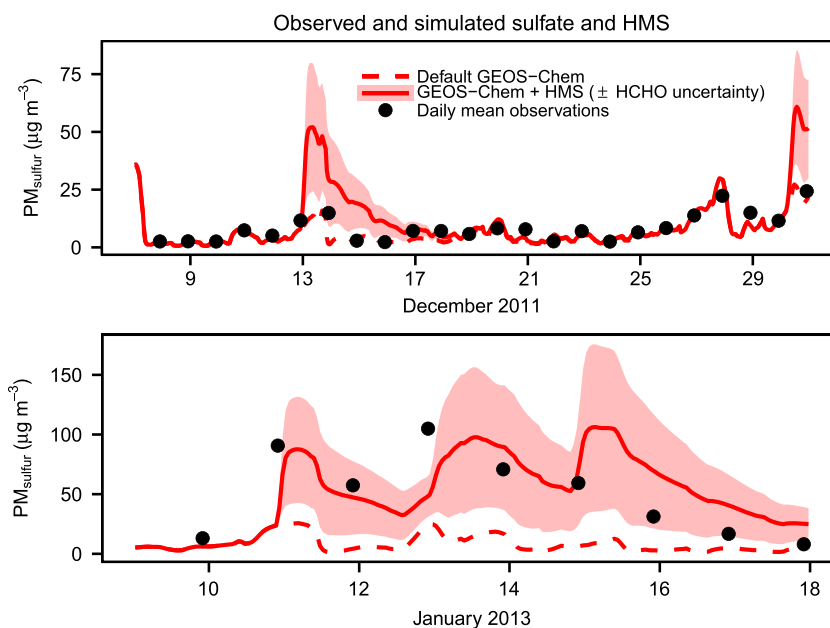 Observed and simulated sulfate and HMS
PMsulfur (μg m−3)
75
50
25
0
Default GEOS−Chem
GEOS−Chem + HMS (± HCHO uncertainty)
Daily mean observations
9 13 17 21 25 29
December 2011
PMsulfur (μg m−3)
150
100
50
0
10 12 14 16 18
January 2013